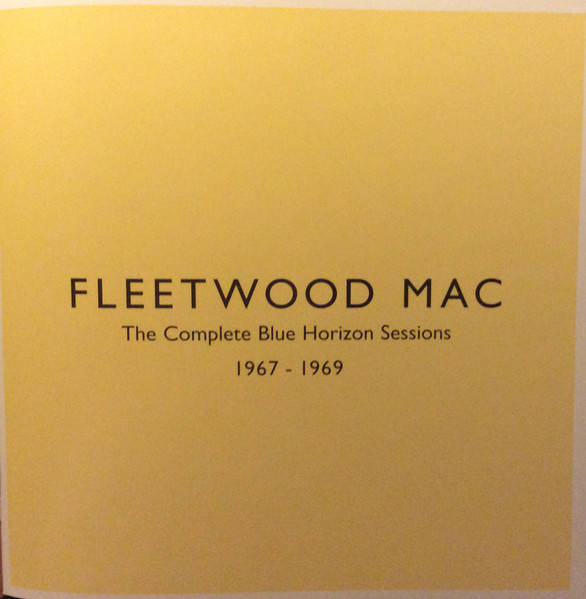 FLEETWOOD MAC
The Complete Blue Horizon Sessions
1967 - 1969